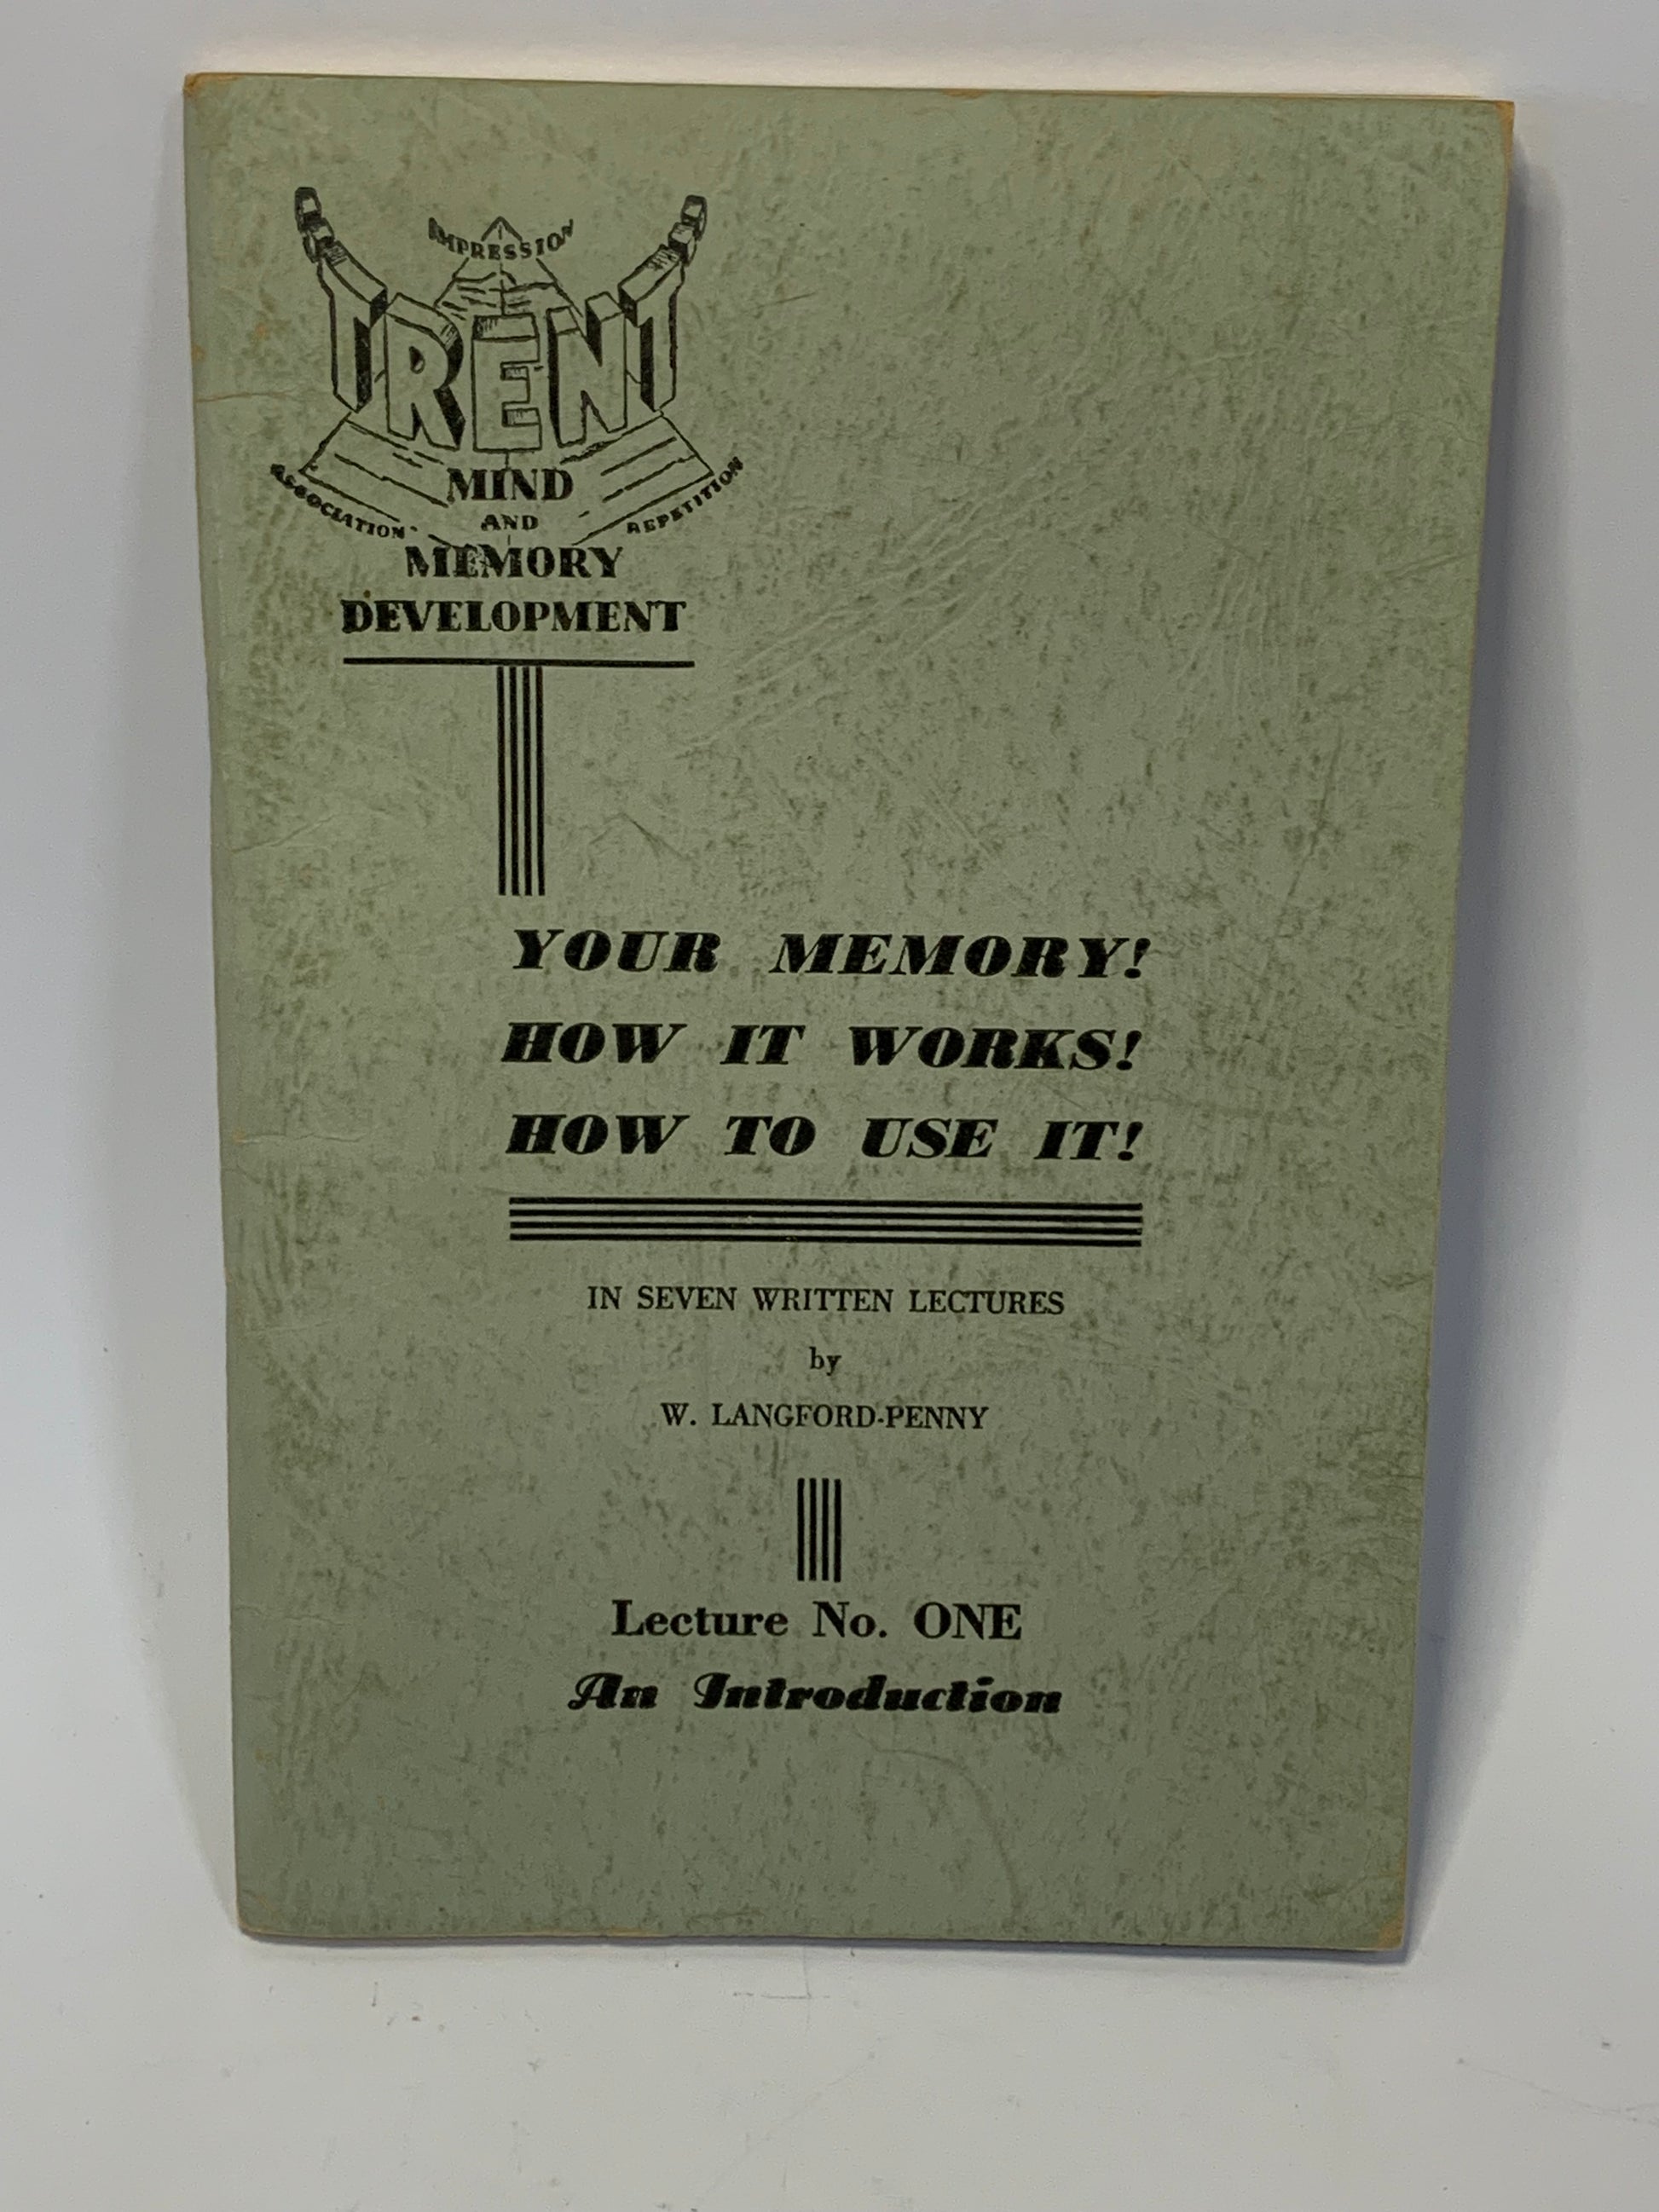 IMPRESSION
TRENT
ASSOCIATION
REPETITION
MIND
AND
MEMORY
DEVELOPMENT
YOUR MEMORY!
HOW IT WORKS!
HOW TO USE IT!
IN SEVEN WRITTEN LECTURES
by
W. LANGFORD-PENNY
Lecture No. ONE
An Introduction